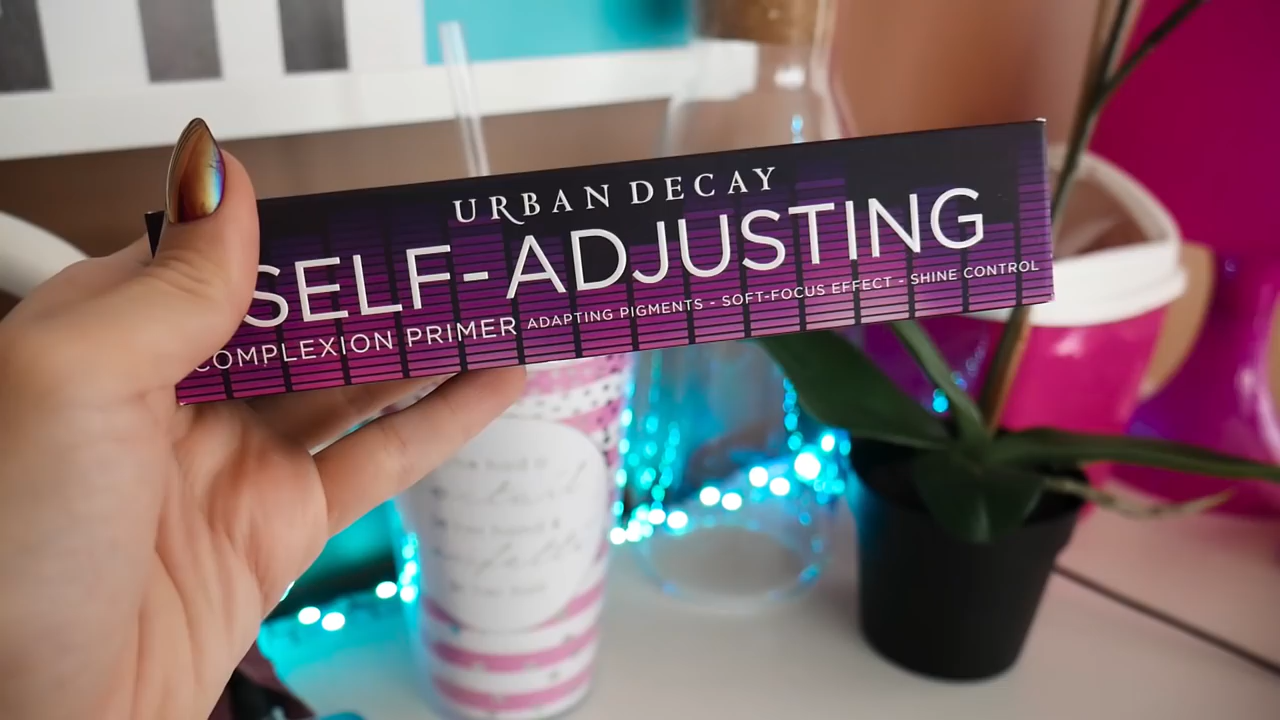 URBAN DECAY
SELF-ADJUSTING
COMPLEXION PRIMER ADAPTING PIGMENTS - SOFT-FOCUS EFFECT - SHINE CONTROL